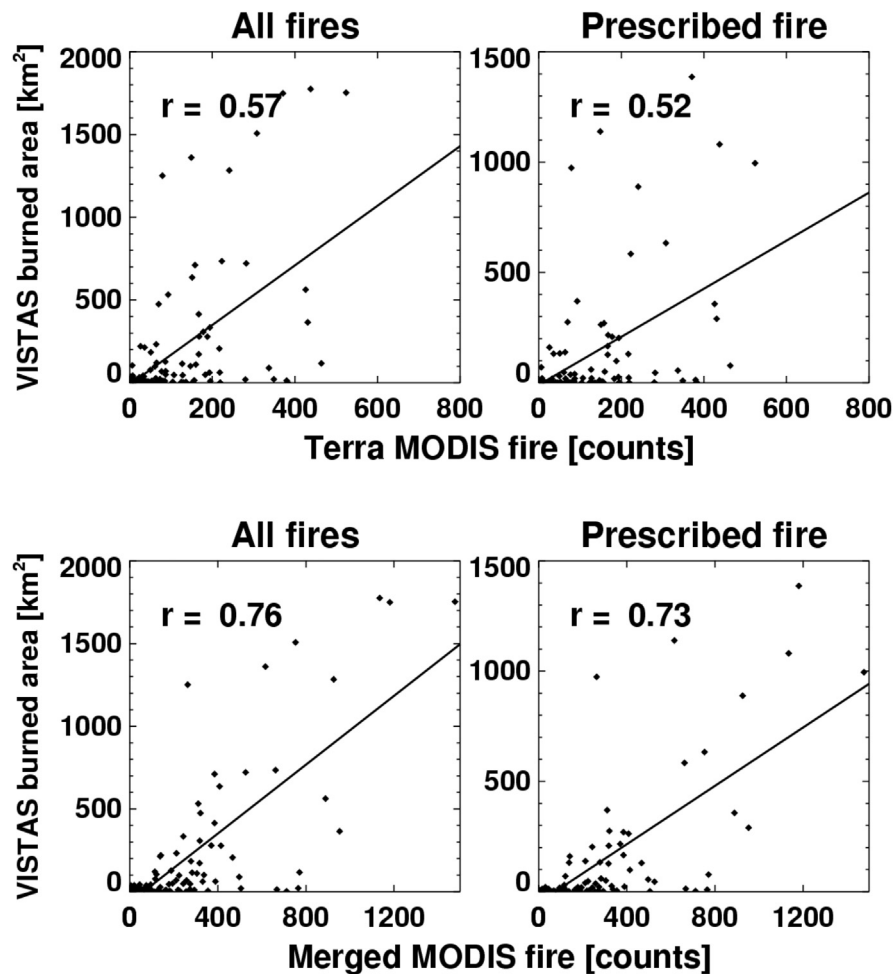 All fires Prescribed fire
2000 1500
r = 0.57 r = 0.52
1500
1000
1000
500
500
0 0
0 200 400 600 800 0 200 400 600 800
VISTAS burned area [km²]
Terra MODIS fire [counts]
All fires Prescribed fire
2000 1500
r = 0.76 r = 0.73
1500
1000
1000
500
500
0 0
0 400 800 1200 0 400 800 1200
VISTAS burned area [km²]
Merged MODIS fire [counts]